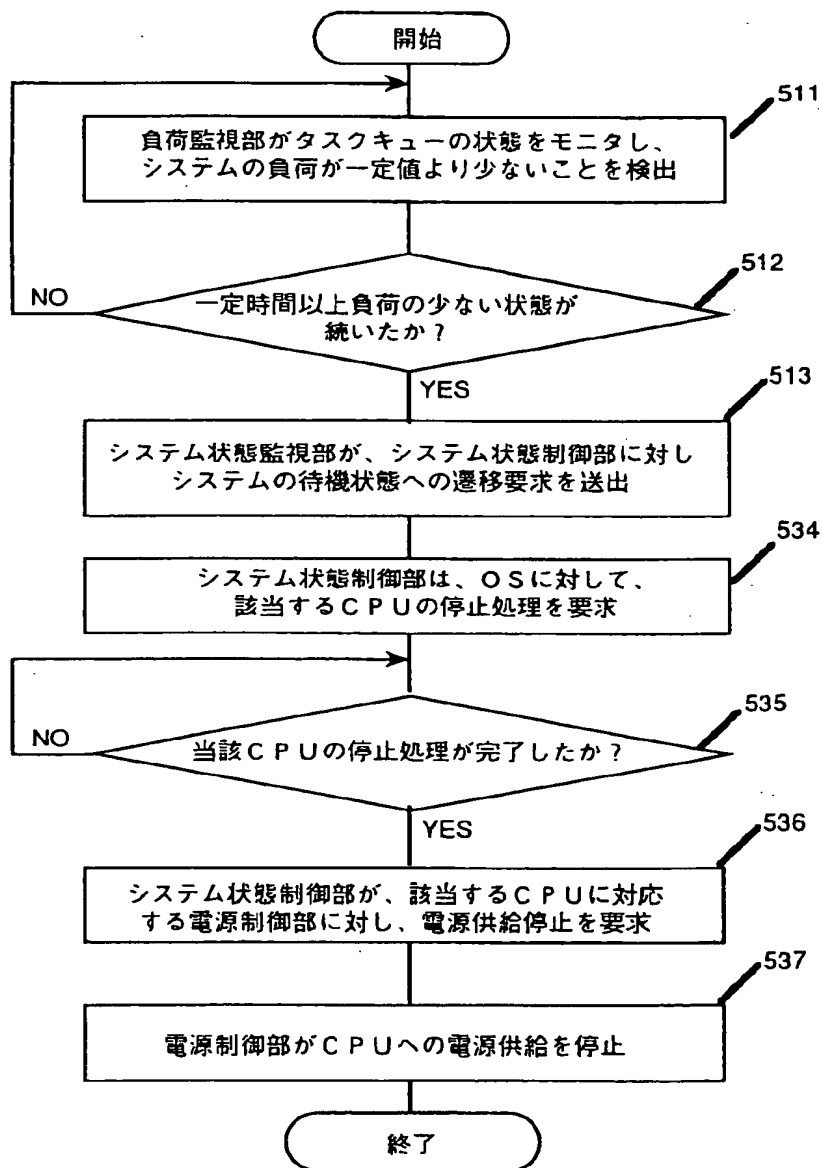 開始
511
負荷監視部がタスクキューの状態をモニタし、
システムの負荷が一定値より少ないことを検出
512
NO
一定時間以上負荷の少ない状態が
続いたか?
YES
513
システム状態監視部が、システム状態制御部に対し
システムの待機状態への遷移要求を送出
534
システム状態制御部は、OSに対して、
該当するCPUの停止処理を要求
535
NO
当該CPUの停止処理が完了したか?
YES
536
システム状態制御部が、該当するCPUに対応
する電源制御部に対し、電源供給停止を要求
537
電源制御部がCPUへの電源供給を停止
終了